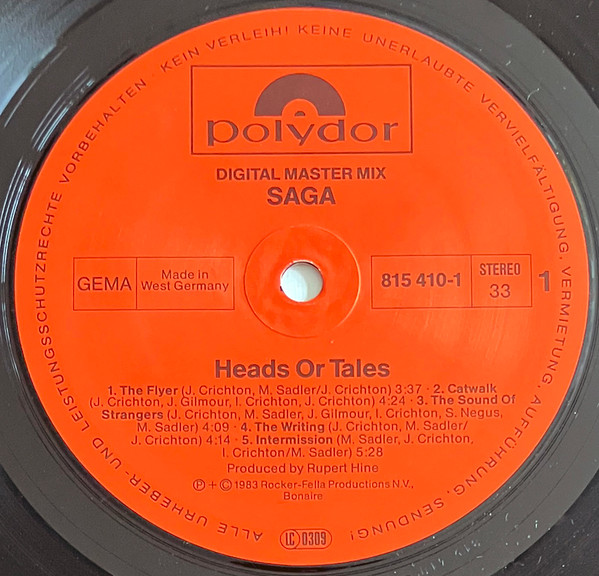 ALLE URHEBER- UND LEISTUNGSSCHUTZRECHTE VORBEHALTEN · KEIN VERLEIH! KEINE UNERLAUBTE VERVIELFÄLTIGUNG, VERMIETUNG, AUFFÜHRUNG, SENDUNG!
polydor
DIGITAL MASTER MIX
SAGA
GEMA
Made in
West Germany
815 410-1
STEREO
33
1
Heads Or Tales
1. The Flyer (J. Crichton, M. Sadler/J. Crichton) 3:37 · 2. Catwalk
(J. Crichton, J. Gilmour, I. Crichton, J. Crichton) 4:24 · 3. The Sound Of
Strangers (J. Crichton, M. Sadler, J. Gilmour, I. Crichton, S. Negus,
M. Sadler) 4:09 · 4. The Writing (J. Crichton, M. Sadler/
J. Crichton) 4:14 · 5. Intermission (M. Sadler, J. Crichton,
I. Crichton/M. Sadler) 5:28
Produced by Rupert Hine
Ⓟ + © 1983 Rocker-Fella Productions N.V.,
Bonaire
LC 0309